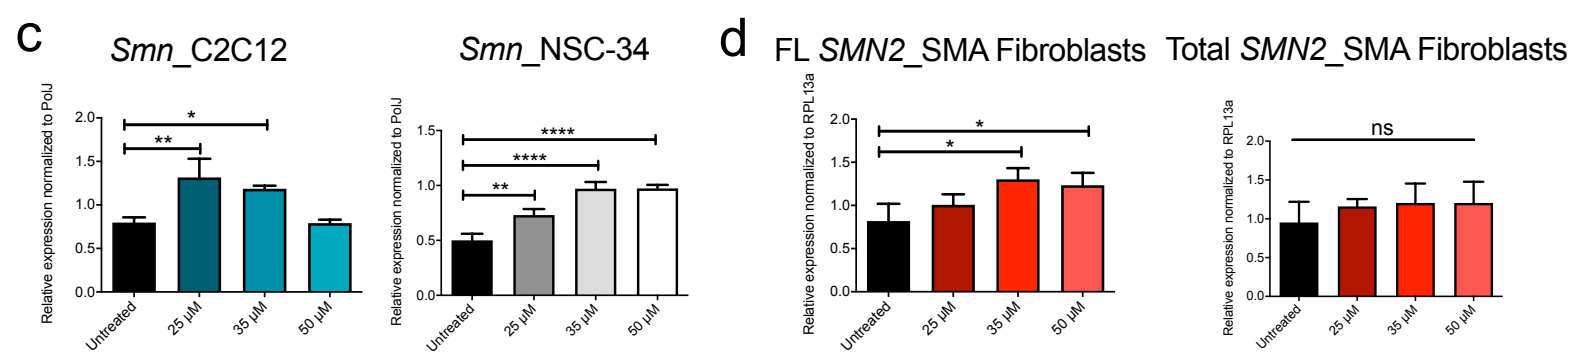 c
Smn_C2C12
Relative expression normalized to PolJ
2.0
1.5
1.0
0.5
0.0
*
**
Untreated
25 µM
35 µM
50 µM
Smn_NSC-34
Relative expression normalized to PolJ
1.5
1.0
0.5
0.0
****
****
**
Untreated
25 µM
35 µM
50 µM
d
FL SMN2_SMA Fibroblasts
Relative expression normalized to RPL13a
2.0
1.5
1.0
0.5
0.0
*
*
Untreated
25 µM
35 µM
50 µM
Total SMN2_SMA Fibroblasts
Relative expression normalized to RPL13a
2.0
1.5
1.0
0.5
0.0
ns
Untreated
25 µM
35 µM
50 µM